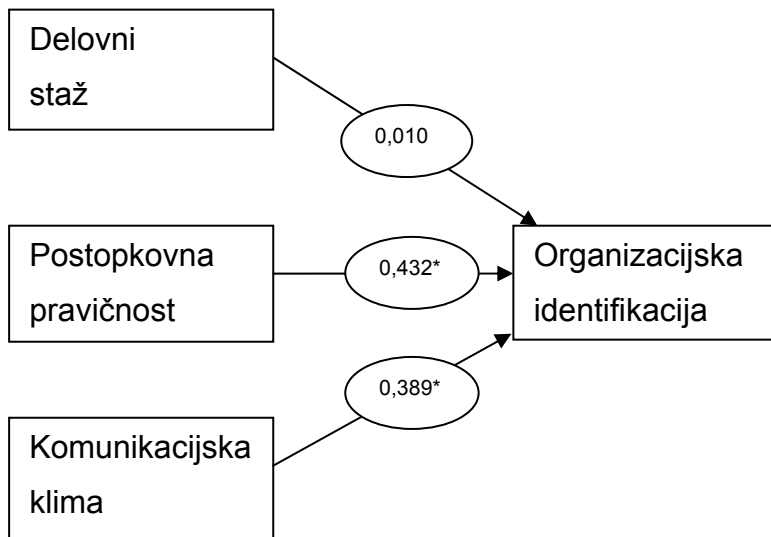 Delovni
staž
0,010
Postopkovna
pravičnost
0,432*
Organizacijska
identifikacija
0,389*
Komunikacijska
klima